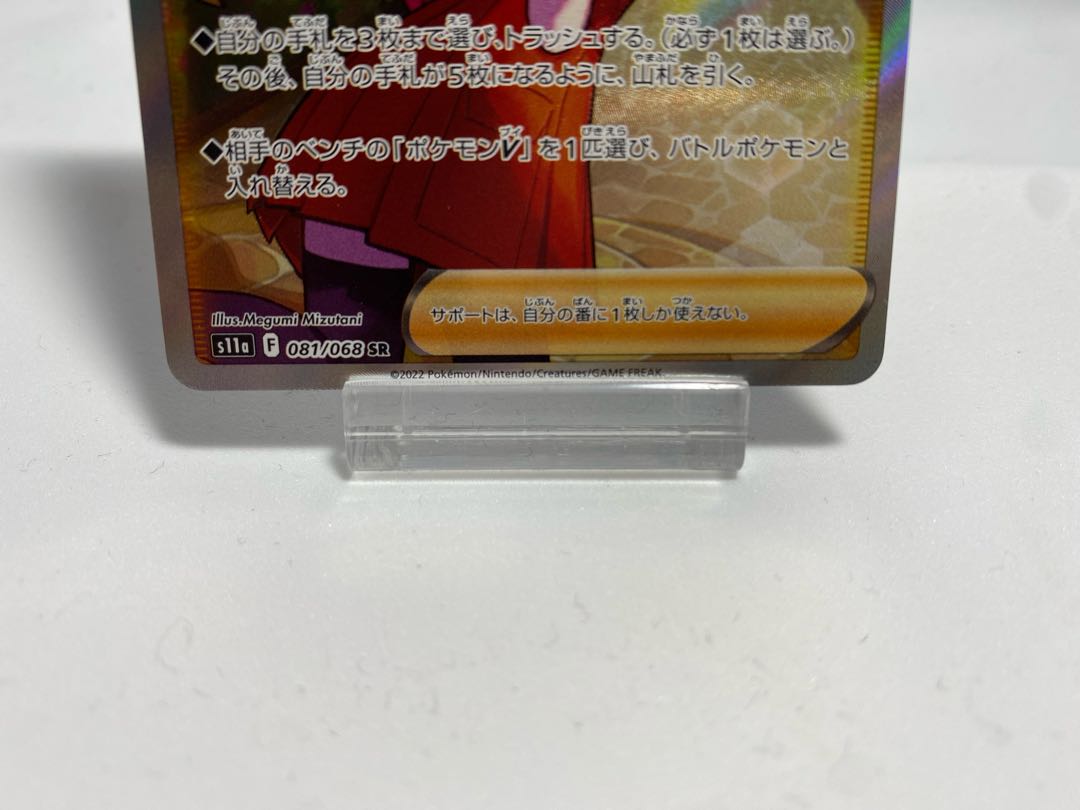 ◆自分の手札を3枚まで選び、トラッシュする。(必ず1枚は選ぶ。)
その後、自分の手札が5枚になるように、山札を引く。
◆相手のベンチの「ポケモンV」を1匹選び、バトルポケモンと
入れ替える。
サポートは、自分の番に1枚しか使えない。
Illus.Megumi Mizutani
s11a F 081/068 SR
©2022 Pokémon/Nintendo/Creatures/GAME FREAK